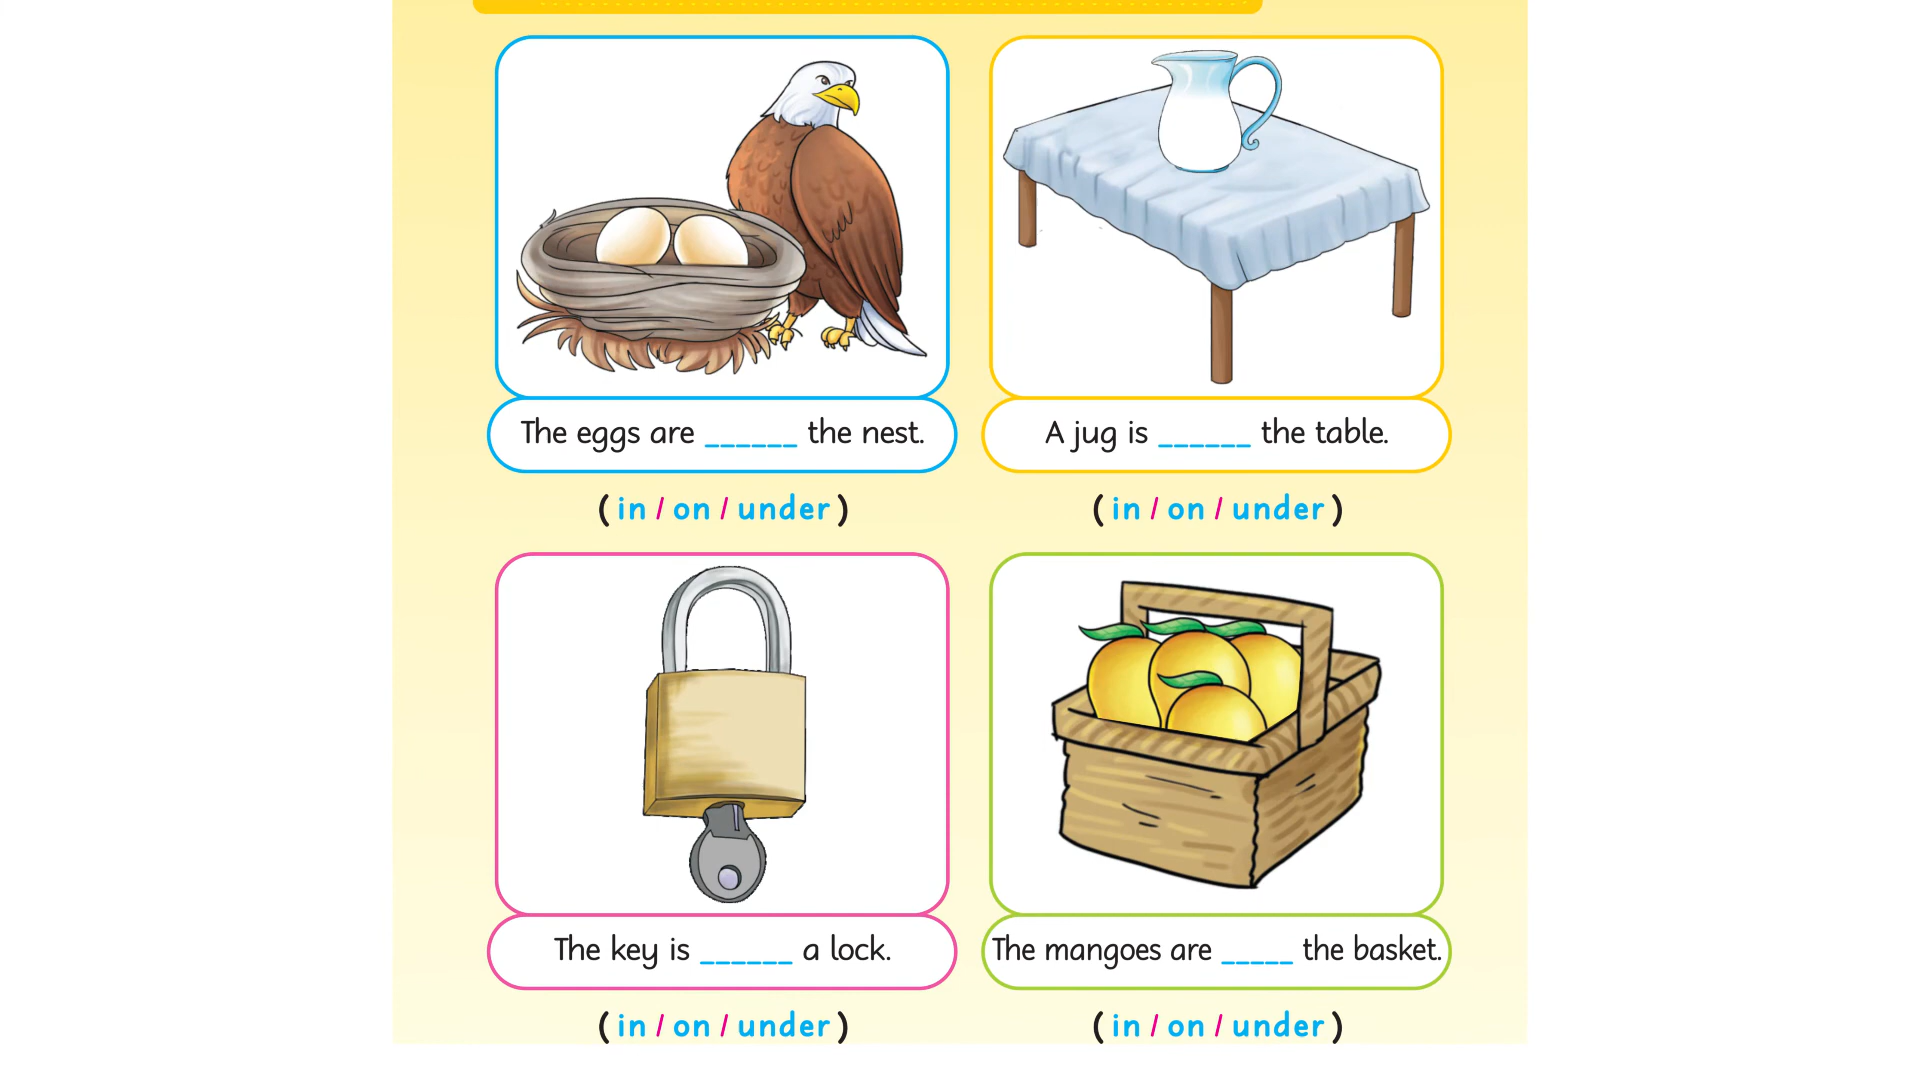 The eggs are ______ the nest.
( in / on / under )
A jug is ______ the table.
( in / on / under )
The key is ______ a lock.
( in / on / under )
The mangoes are _____ the basket.
( in / on / under )